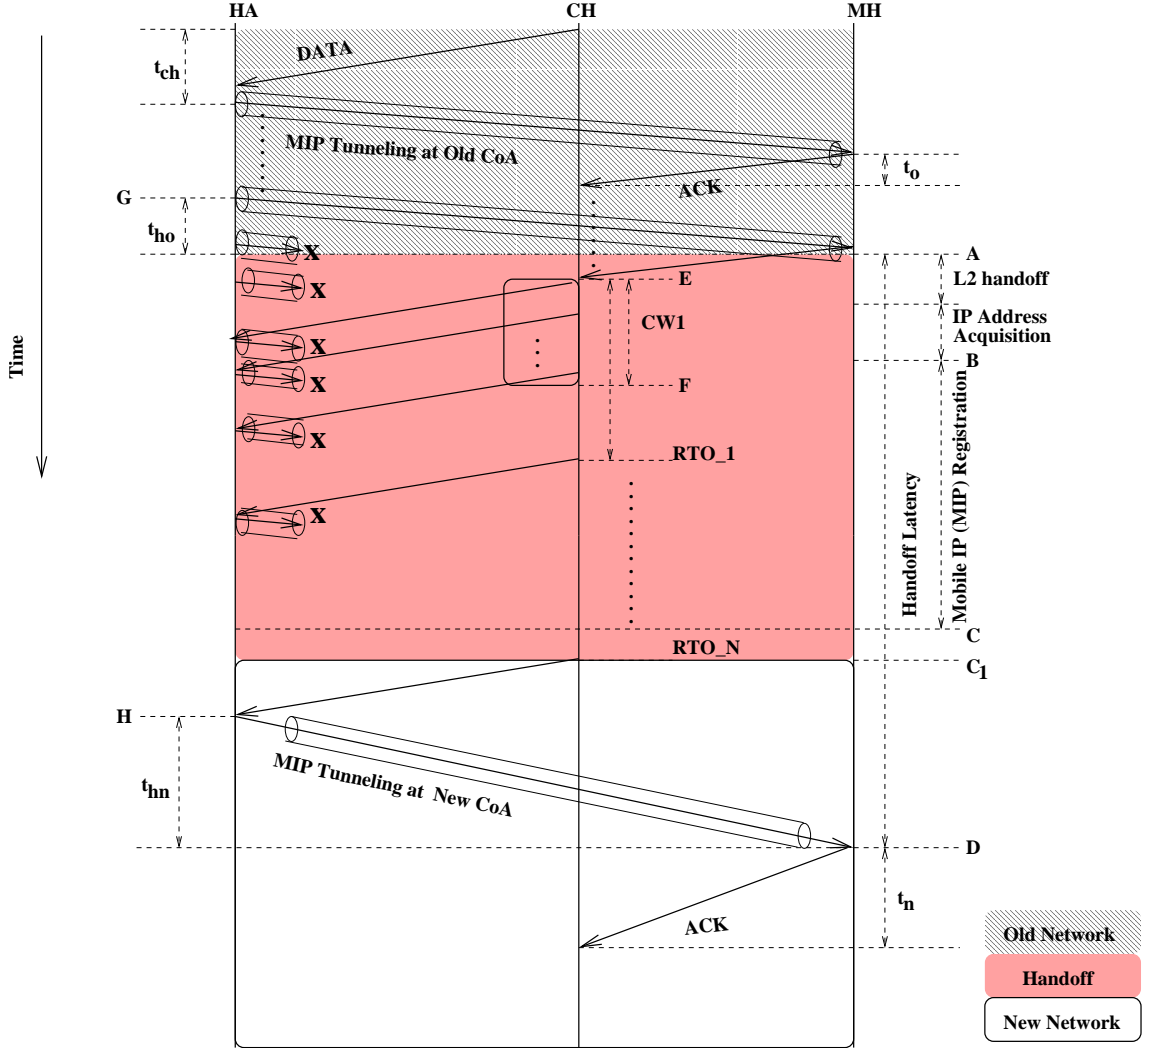 HA
CH
MH
DATA
t_ch
MIP Tunneling at Old CoA
t_o
ACK
G
t_ho
X
A
E
L2 handoff
X
CW1
IP Address
Acquisition
X
B
X
F
X
RTO_1
X
Time
Handoff Latency
Mobile IP (MIP) Registration
C
RTO_N
C_1
H
MIP Tunneling at New CoA
t_hn
D
ACK
t_n
Old Network
Handoff
New Network